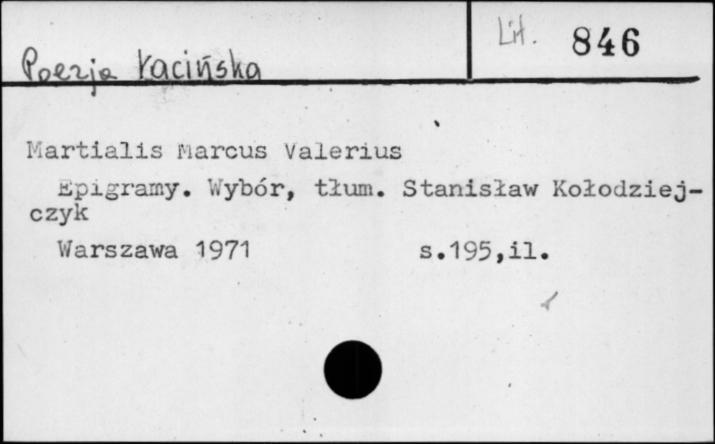 Poezja łacińska
Lit. 846
Martialis Marcus Valerius
Epigramy. Wybór, tłum. Stanisław Kołodziej-
czyk
Warszawa 1971 s.195,il.